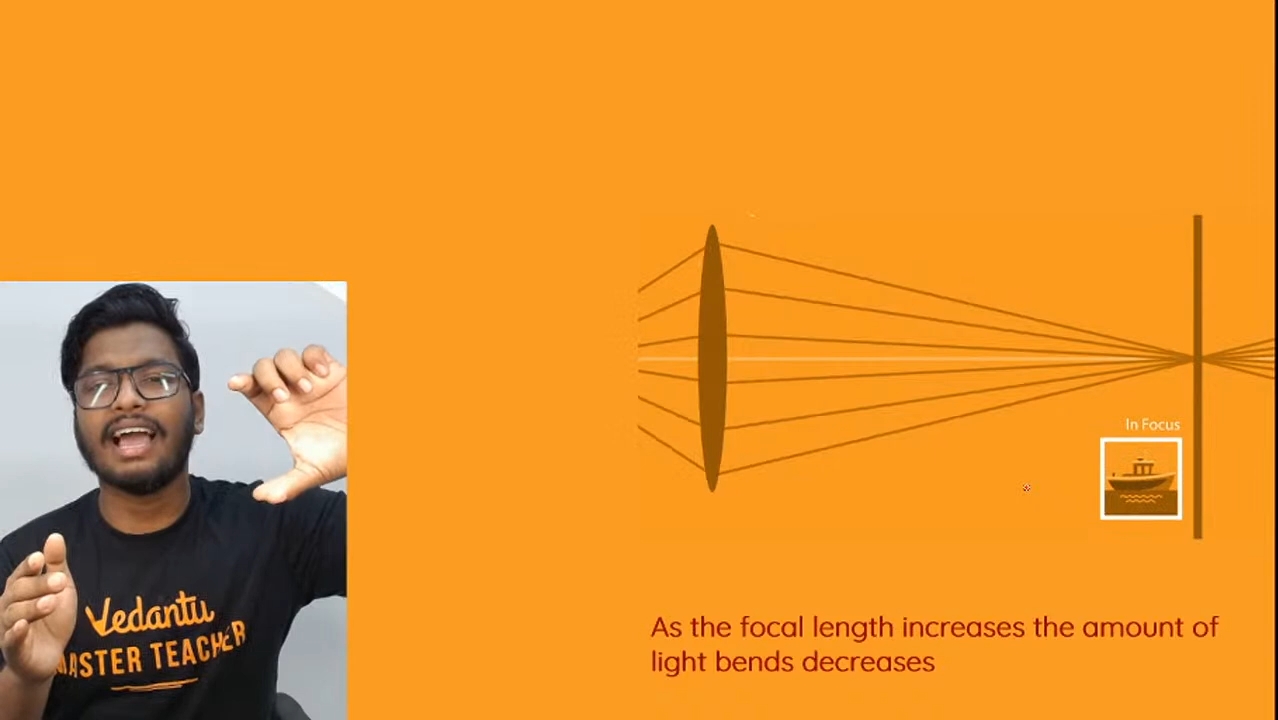 In Focus
As the focal length increases the amount of
light bends decreases
Vedantu
MASTER TEACHER